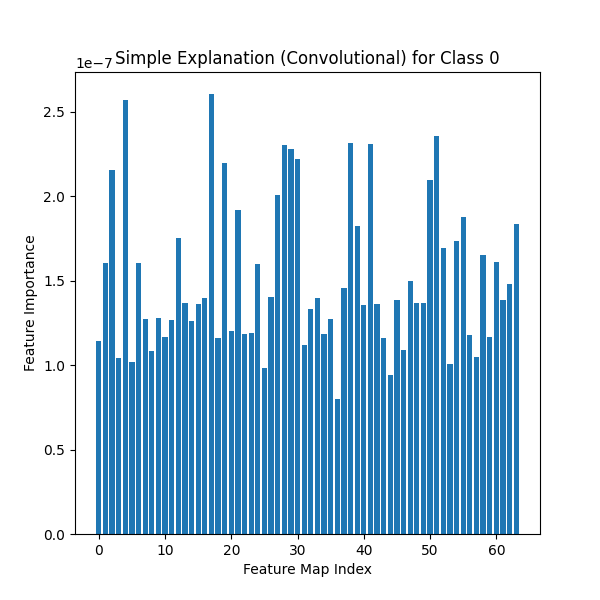 Simple Explanation (Convolutional) for Class 0
1e−7
2.5
2.0
1.5
1.0
0.5
0.0
Feature Importance
0 10 20 30 40 50 60
Feature Map Index